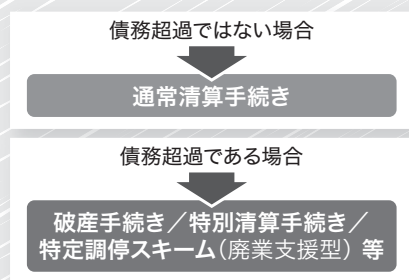 債務超過ではない場合
通常清算手続き
債務超過である場合
破産手続き／特別清算手続き／
特定調停スキーム(廃業支援型) 等